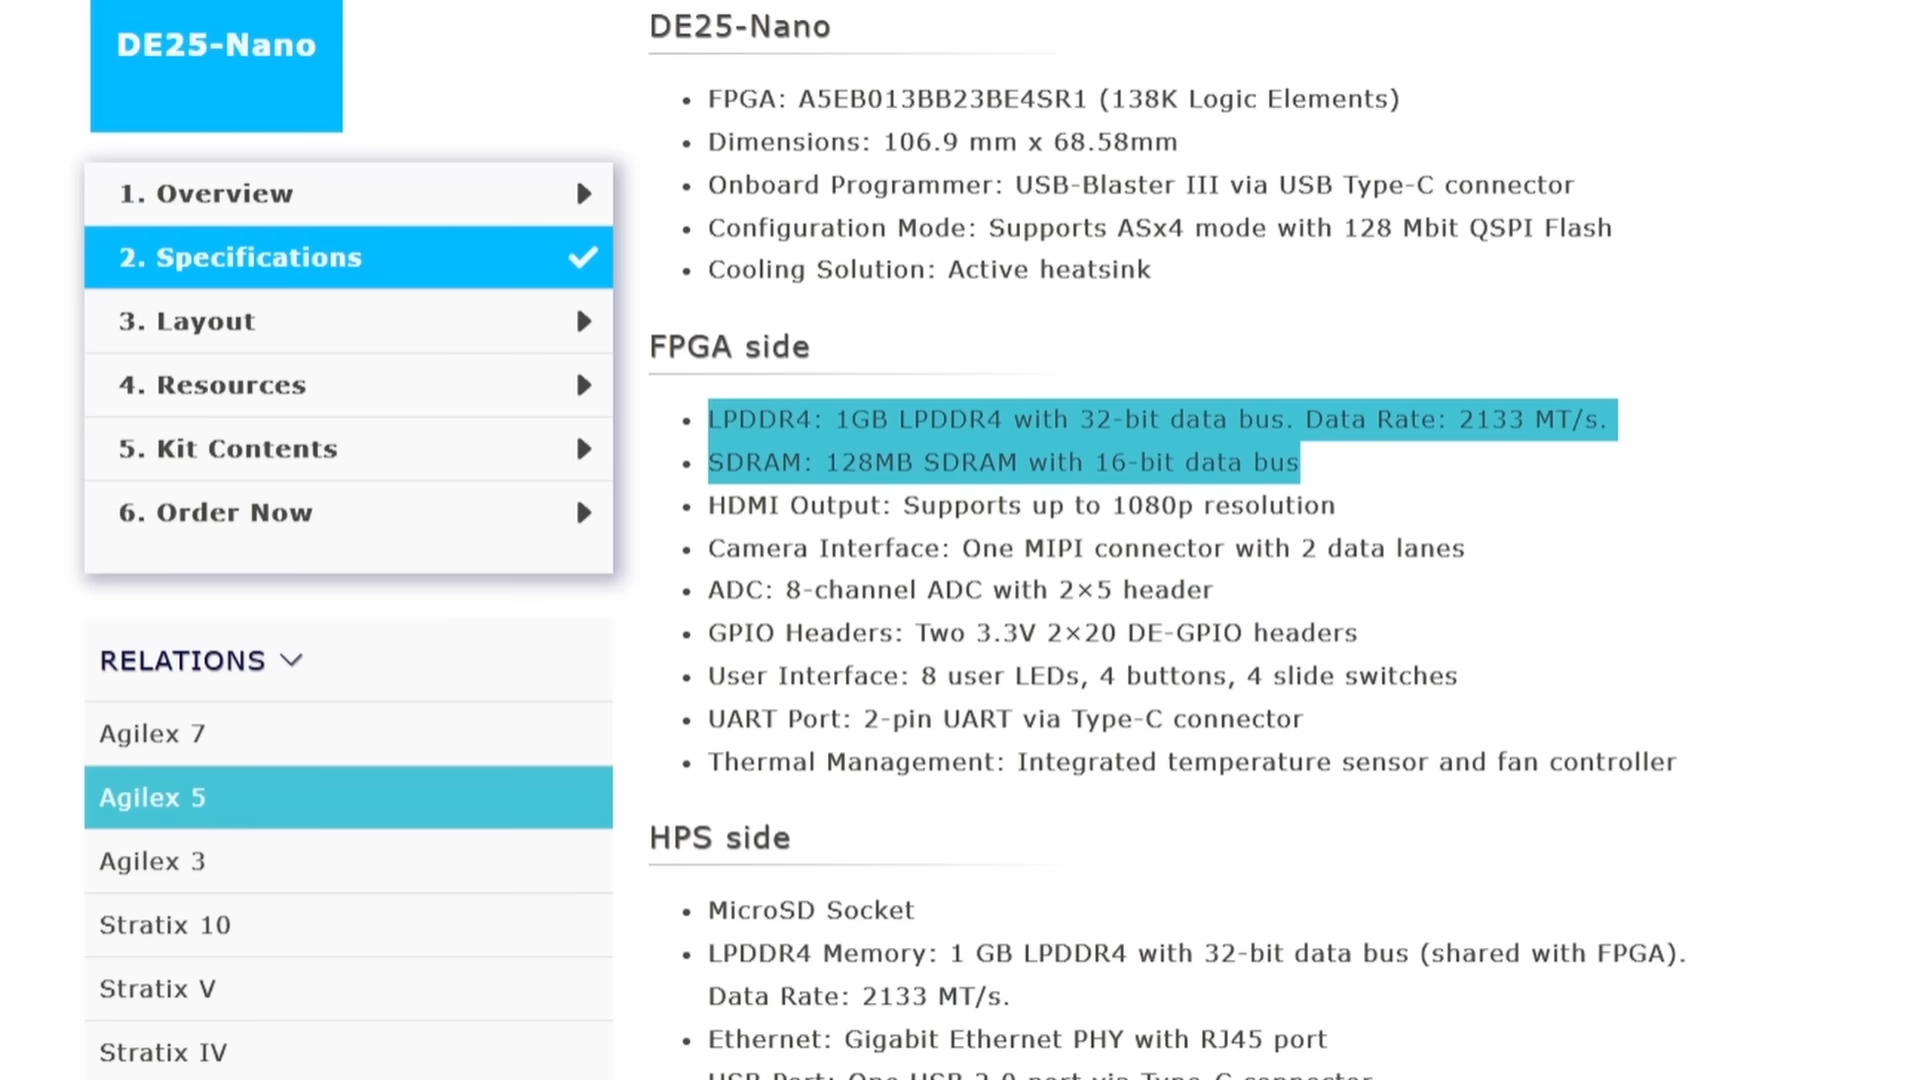 DE25-Nano
1. Overview
2. Specifications
3. Layout
4. Resources
5. Kit Contents
6. Order Now
RELATIONS
Agilex 7
Agilex 5
Agilex 3
Stratix 10
Stratix V
Stratix IV
DE25-Nano
• FPGA: A5EB013BB23BE4SR1 (138K Logic Elements)
• Dimensions: 106.9 mm x 68.58mm
• Onboard Programmer: USB-Blaster III via USB Type-C connector
• Configuration Mode: Supports ASx4 mode with 128 Mbit QSPI Flash
• Cooling Solution: Active heatsink
FPGA side
• LPDDR4: 1GB LPDDR4 with 32-bit data bus. Data Rate: 2133 MT/s.
• SDRAM: 128MB SDRAM with 16-bit data bus
• HDMI Output: Supports up to 1080p resolution
• Camera Interface: One MIPI connector with 2 data lanes
• ADC: 8-channel ADC with 2×5 header
• GPIO Headers: Two 3.3V 2×20 DE-GPIO headers
• User Interface: 8 user LEDs, 4 buttons, 4 slide switches
• UART Port: 2-pin UART via Type-C connector
• Thermal Management: Integrated temperature sensor and fan controller
HPS side
• MicroSD Socket
• LPDDR4 Memory: 1 GB LPDDR4 with 32-bit data bus (shared with FPGA).
Data Rate: 2133 MT/s.
• Ethernet: Gigabit Ethernet PHY with RJ45 port